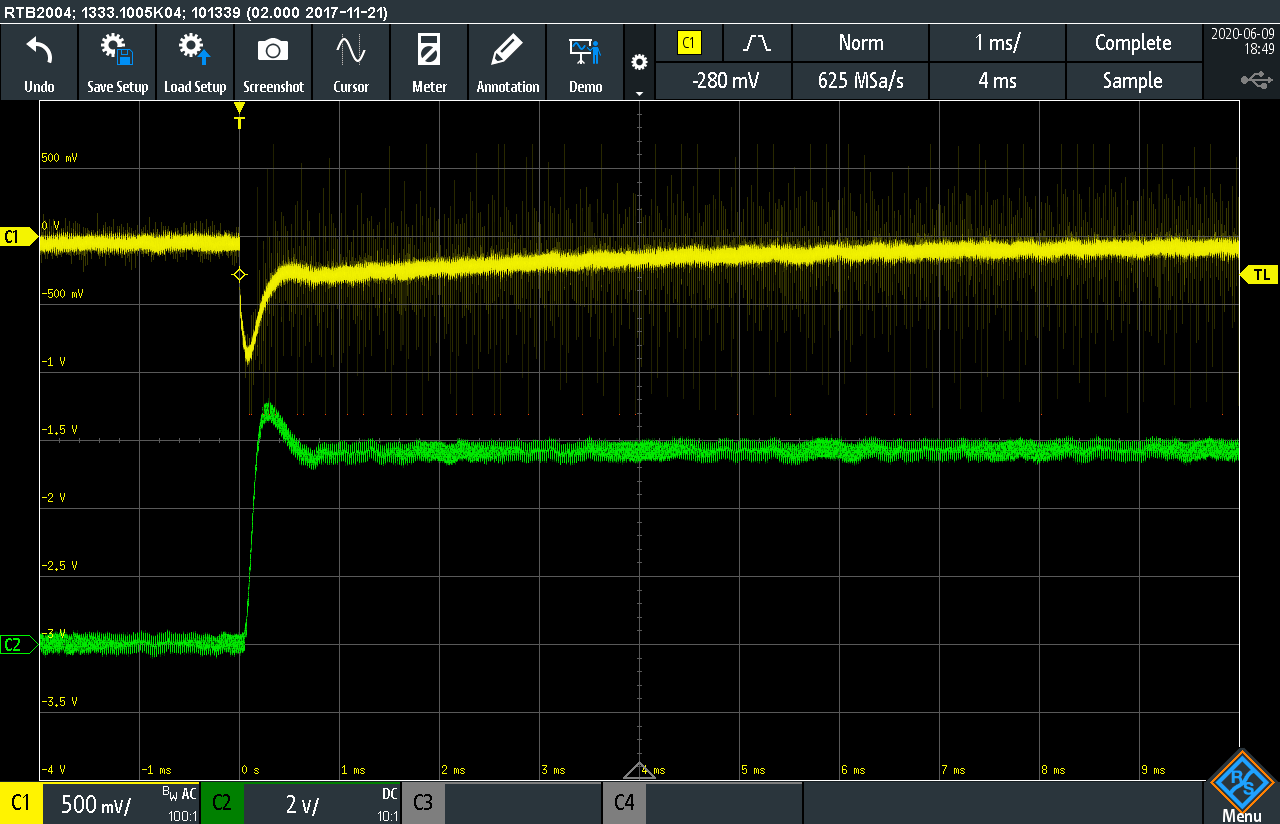 RTB2004; 1333.1005K04; 101339 (02.000 2017-11-21)
Undo
Save Setup
Load Setup
Screenshot
Cursor
Meter
Annotation
Demo
C1
Norm
1 ms/
Complete
-280 mV
625 MSa/s
4 ms
Sample
2020-06-09
18:49
T
500 mV
C1
0 V
-500 mV
TL
-1 V
-1.5 V
-2 V
-2.5 V
C2
-3 V
-3.5 V
-4 V
-1 ms
0 s
1 ms
2 ms
3 ms
4 ms
5 ms
6 ms
7 ms
8 ms
9 ms
C1
500 mV/
BW AC
100:1
C2
2 V/
DC
10:1
C3
C4
R S
Menu